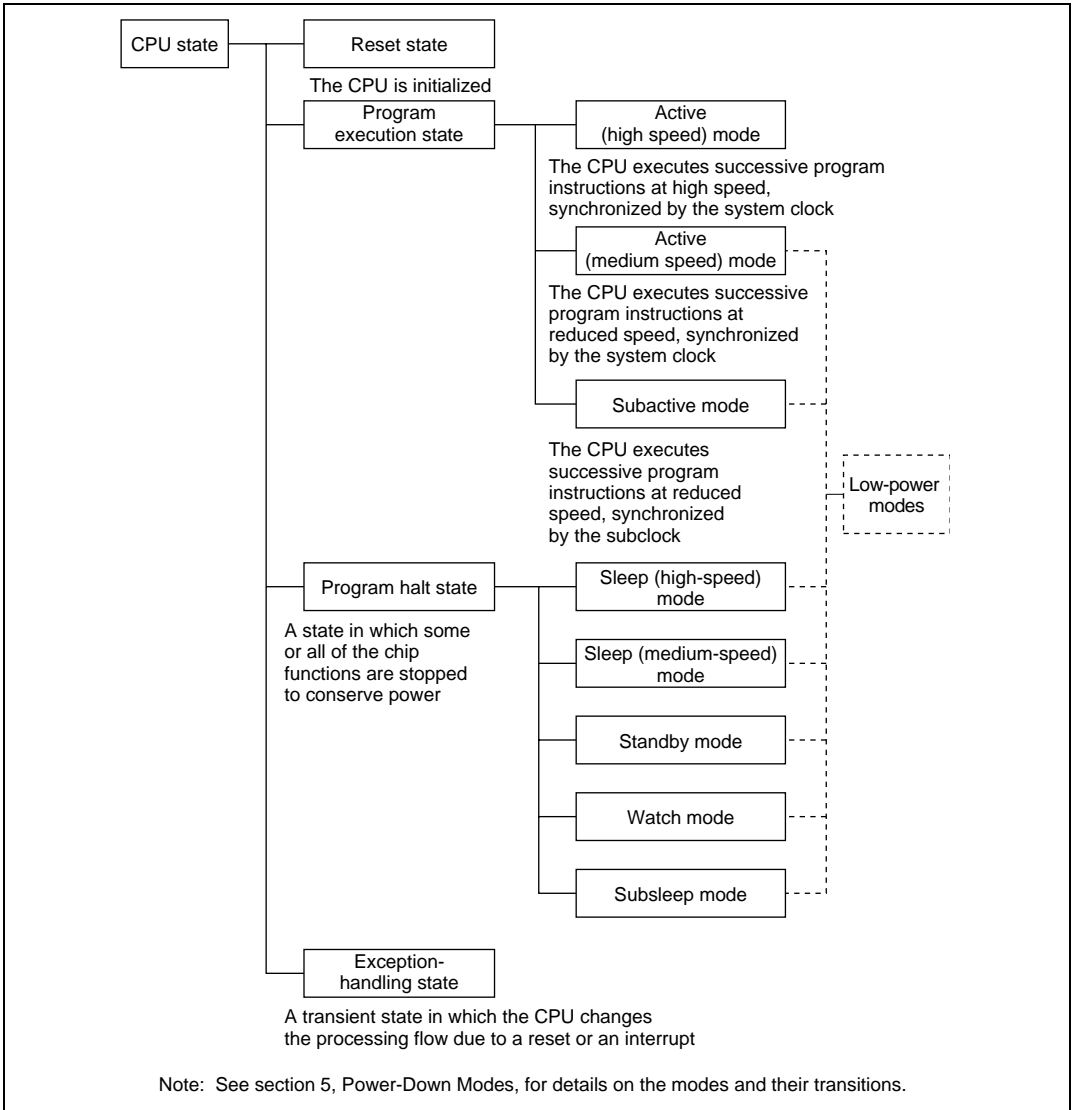 CPU state
Reset state
The CPU is initialized
Program
execution state
Active
(high speed) mode
The CPU executes successive program
instructions at high speed,
synchronized by the system clock
Active
(medium speed) mode
The CPU executes successive
program instructions at
reduced speed, synchronized
by the system clock
Subactive mode
The CPU executes
successive program
instructions at reduced
speed, synchronized
by the subclock
Low-power
modes
Program halt state
A state in which some
or all of the chip
functions are stopped
to conserve power
Sleep (high-speed)
mode
Sleep (medium-speed)
mode
Standby mode
Watch mode
Subsleep mode
Exception-
handling state
A transient state in which the CPU changes
the processing flow due to a reset or an interrupt
Note: See section 5, Power-Down Modes, for details on the modes and their transitions.